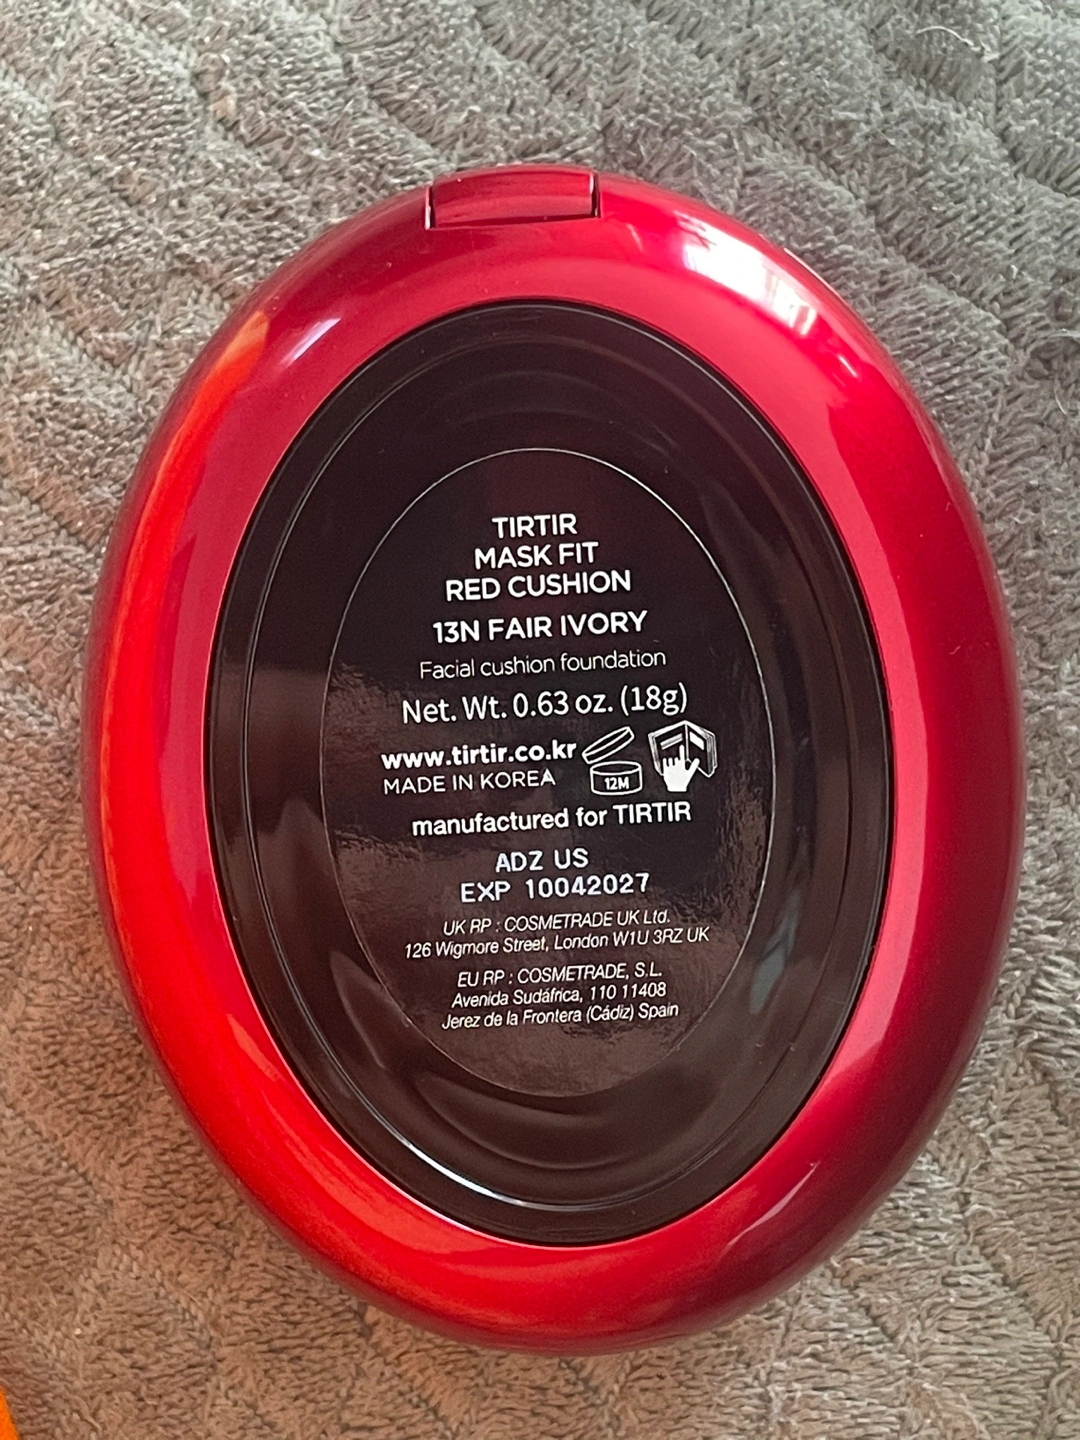 TIRTIR
MASK FIT
RED CUSHION
13N FAIR IVORY
Facial cushion foundation
Net. Wt. 0.63 oz. (18g)
www.tirtir.co.kr
MADE IN KOREA
12M
manufactured for TIRTIR
ADZ US
EXP 10042027
UK RP : COSMETRADE UK Ltd.
126 Wigmore Street, London W1U 3RZ UK
EU RP : COSMETRADE, S.L.
Avenida Sudáfrica, 110 11408
Jerez de la Frontera (Cádiz) Spain